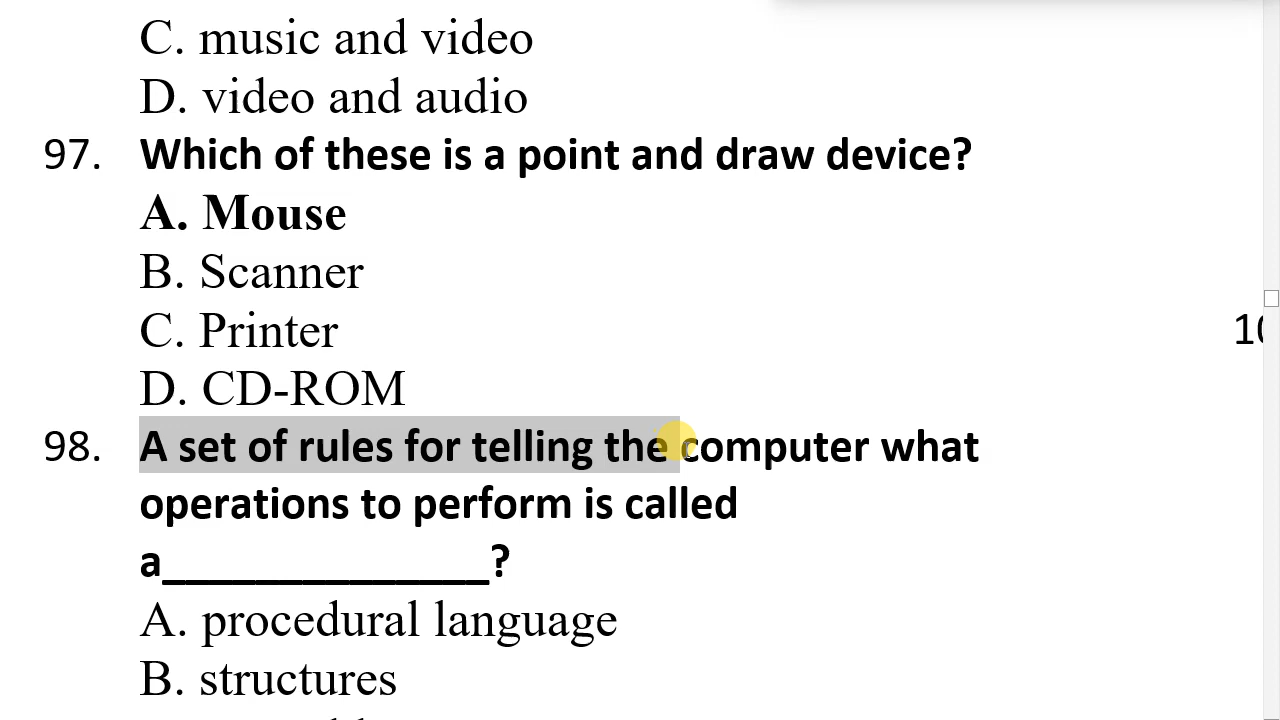 C. music and video
D. video and audio
97. Which of these is a point and draw device?
A. Mouse
B. Scanner
C. Printer
D. CD-ROM
98. A set of rules for telling the computer what
operations to perform is called
a______________?
A. procedural language
B. structures